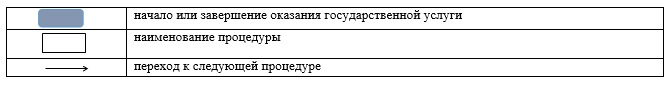 начало или завершение оказания государственной услуги
наименование процедуры
переход к следующей процедуре